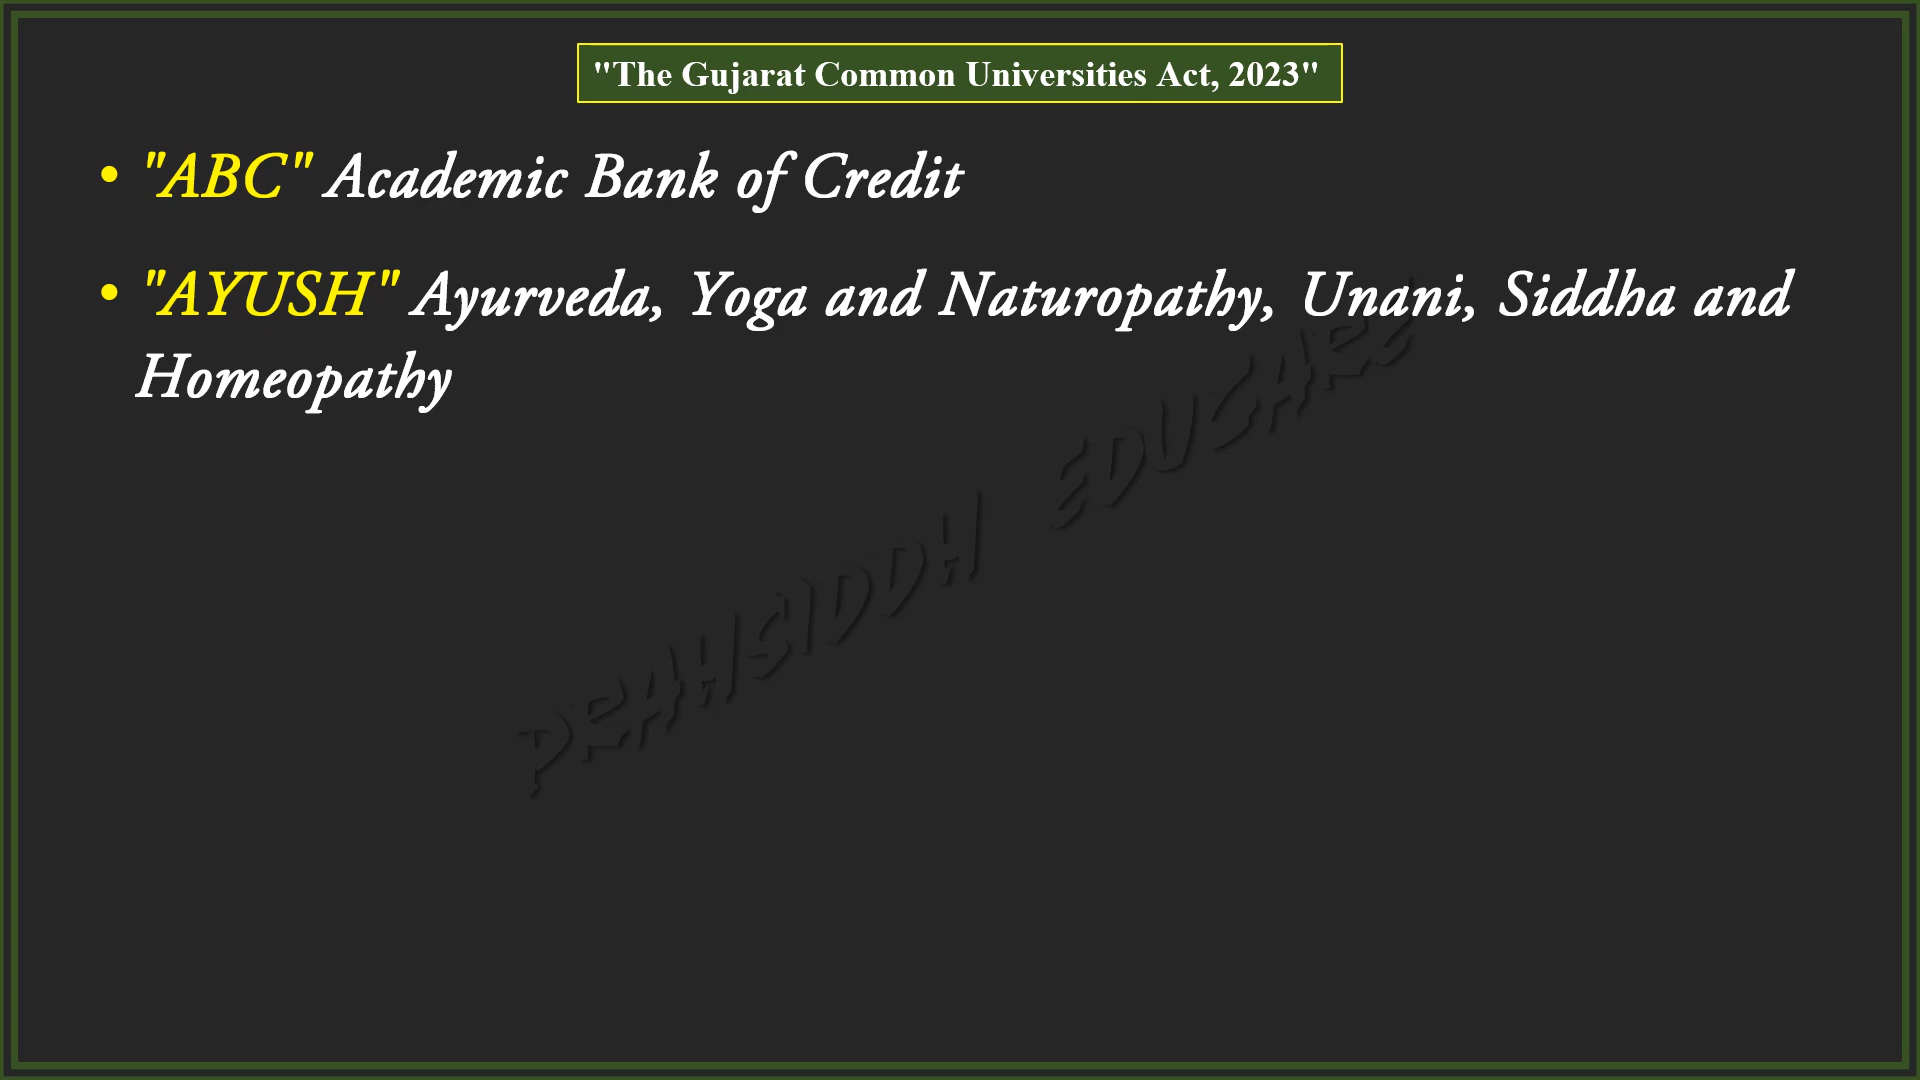 "The Gujarat Common Universities Act, 2023"
• "ABC" Academic Bank of Credit
• "AYUSH" Ayurveda, Yoga and Naturopathy, Unani, Siddha and
Homeopathy
PRAHSIDDH EDUCARE